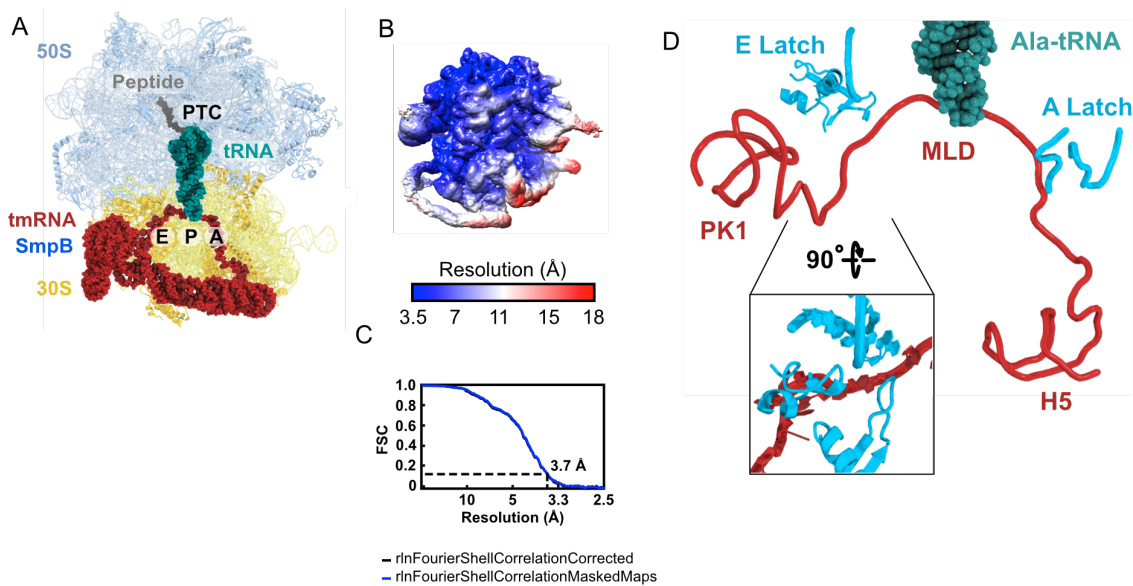 A
50S
Peptide
PTC
tRNA
tmRNA
SmpB
E P A
30S
B
Resolution (Å)
3.5 7 11 15 18
C
1.0
0.8
0.6
0.4
0.2
0
FSC
3.7 Å
10 5 3.3 2.5
Resolution (Å)
rlnFourierShellCorrelationCorrected
rlnFourierShellCorrelationMaskedMaps
D
E Latch
Ala-tRNA
A Latch
MLD
PK1
90°
H5